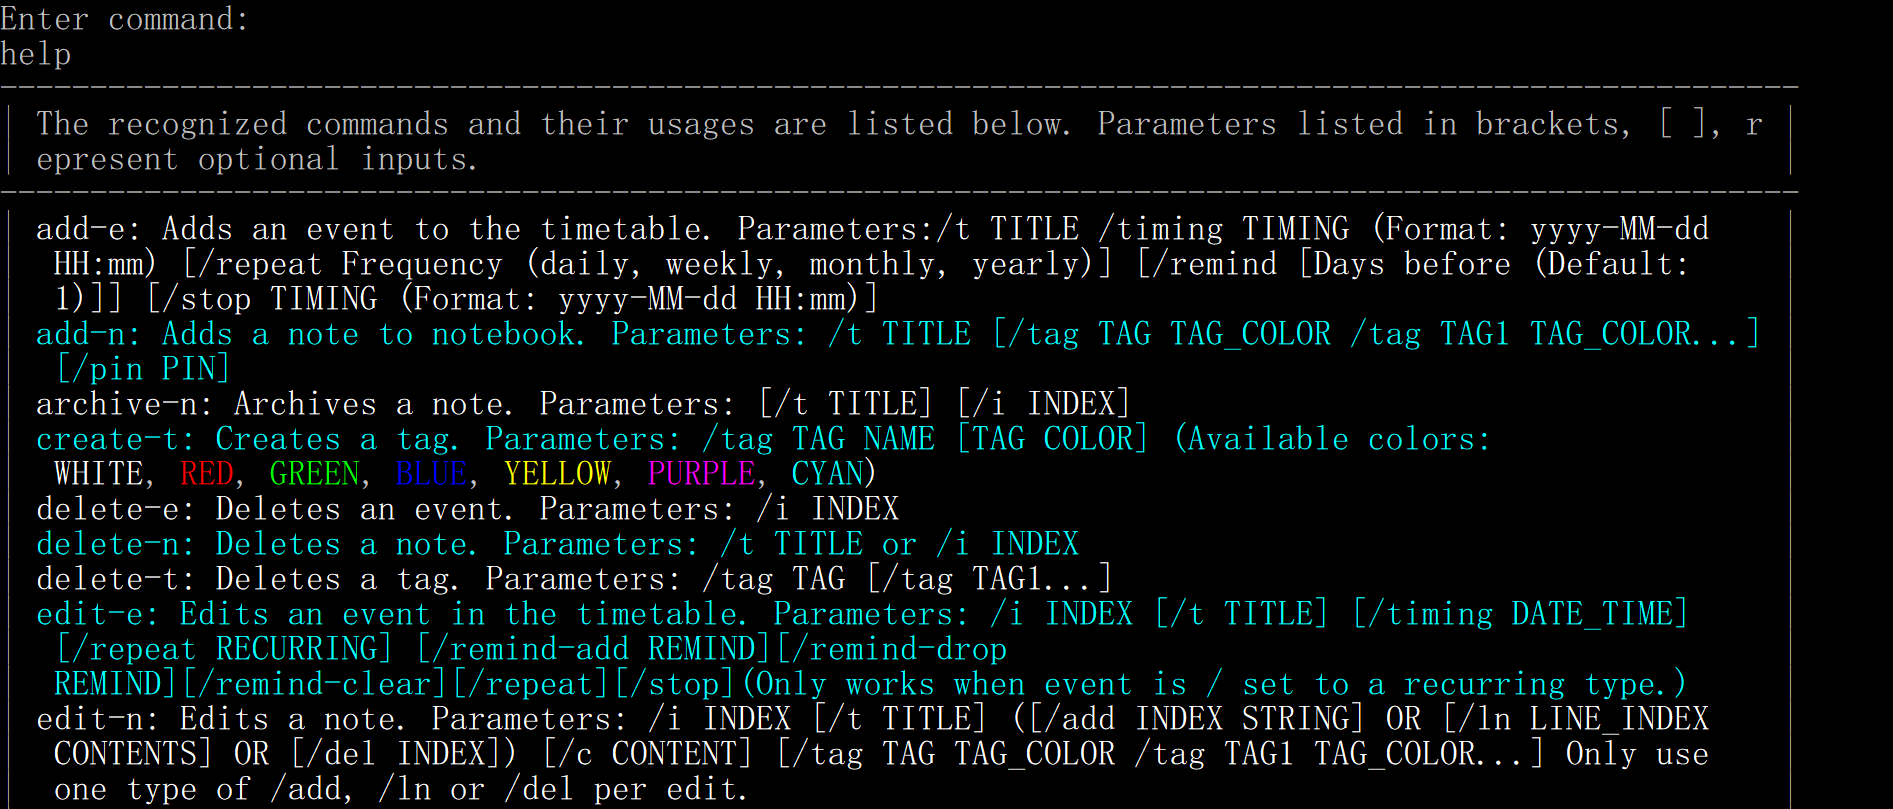 Enter command:
help
The recognized commands and their usages are listed below. Parameters listed in brackets, [ ], r
epresent optional inputs.
add-e: Adds an event to the timetable. Parameters:/t TITLE /timing TIMING (Format: yyyy-MM-dd
HH:mm) [/repeat Frequency (daily, weekly, monthly, yearly)] [/remind [Days before (Default:
1)]] [/stop TIMING (Format: yyyy-MM-dd HH:mm)]
add-n: Adds a note to notebook. Parameters: /t TITLE [/tag TAG TAG_COLOR /tag TAG1 TAG_COLOR...]
[/pin PIN]
archive-n: Archives a note. Parameters: [/t TITLE] [/i INDEX]
create-t: Creates a tag. Parameters: /tag TAG NAME [TAG COLOR] (Available colors:
WHITE, RED, GREEN, BLUE, YELLOW, PURPLE, CYAN)
delete-e: Deletes an event. Parameters: /i INDEX
delete-n: Deletes a note. Parameters: /t TITLE or /i INDEX
delete-t: Deletes a tag. Parameters: /tag TAG [/tag TAG1...]
edit-e: Edits an event in the timetable. Parameters: /i INDEX [/t TITLE] [/timing DATE_TIME]
[/repeat RECURRING] [/remind-add REMIND][/remind-drop
REMIND][/remind-clear][/repeat][/stop](Only works when event is / set to a recurring type.)
edit-n: Edits a note. Parameters: /i INDEX [/t TITLE] ([/add INDEX STRING] OR [/ln LINE_INDEX
CONTENTS] OR [/del INDEX]) [/c CONTENT] [/tag TAG TAG_COLOR /tag TAG1 TAG_COLOR...] Only use
one type of /add, /ln or /del per edit.